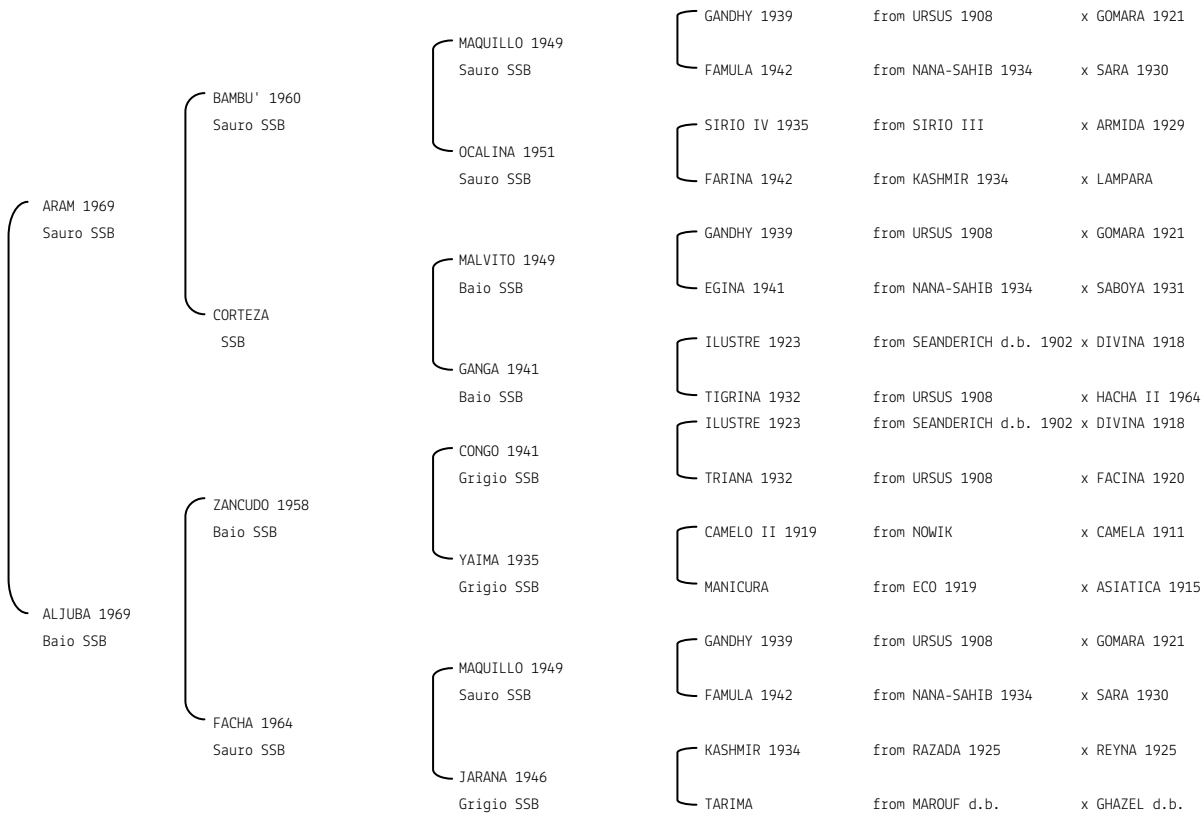 GANDHY 1939 from URSUS 1908 x GOMARA 1921
MAQUILLO 1949
Sauro SSB FAMULA 1942 from NANA-SAHIB 1934 x SARA 1930
BAMBU' 1960
Sauro SSB SIRIO IV 1935 from SIRIO III x ARMIDA 1929
OCALINA 1951
Sauro SSB FARINA 1942 from KASHMIR 1934 x LAMPARA
ARAM 1969
Sauro SSB GANDHY 1939 from URSUS 1908 x GOMARA 1921
MALVITO 1949
Baio SSB EGINA 1941 from NANA-SAHIB 1934 x SABOYA 1931
CORTEZA
SSB ILUSTRE 1923 from SEANDERICH d.b. 1902 x DIVINA 1918
GANGA 1941
Baio SSB TIGRINA 1932 from URSUS 1908 x HACHA II 1964
ILUSTRE 1923 from SEANDERICH d.b. 1902 x DIVINA 1918
CONGO 1941
Grigio SSB TRIANA 1932 from URSUS 1908 x FACINA 1920
ZANCUDO 1958
Baio SSB CAMELO II 1919 from NOWIK x CAMELA 1911
YAIMA 1935
Grigio SSB MANICURA from ECO 1919 x ASIATICA 1915
ALJUBA 1969
Baio SSB GANDHY 1939 from URSUS 1908 x GOMARA 1921
MAQUILLO 1949
Sauro SSB FAMULA 1942 from NANA-SAHIB 1934 x SARA 1930
FACHA 1964
Sauro SSB KASHMIR 1934 from RAZADA 1925 x REYNA 1925
JARANA 1946
Grigio SSB TARIMA from MAROUF d.b. x GHAZEL d.b.